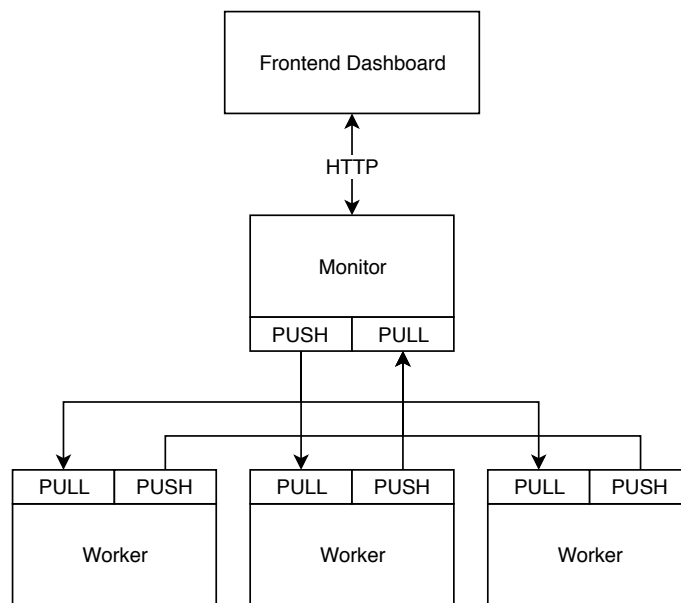 Frontend Dashboard
HTTP
Monitor
PUSH PULL
PULL PUSH PULL PUSH PULL PUSH
Worker Worker Worker